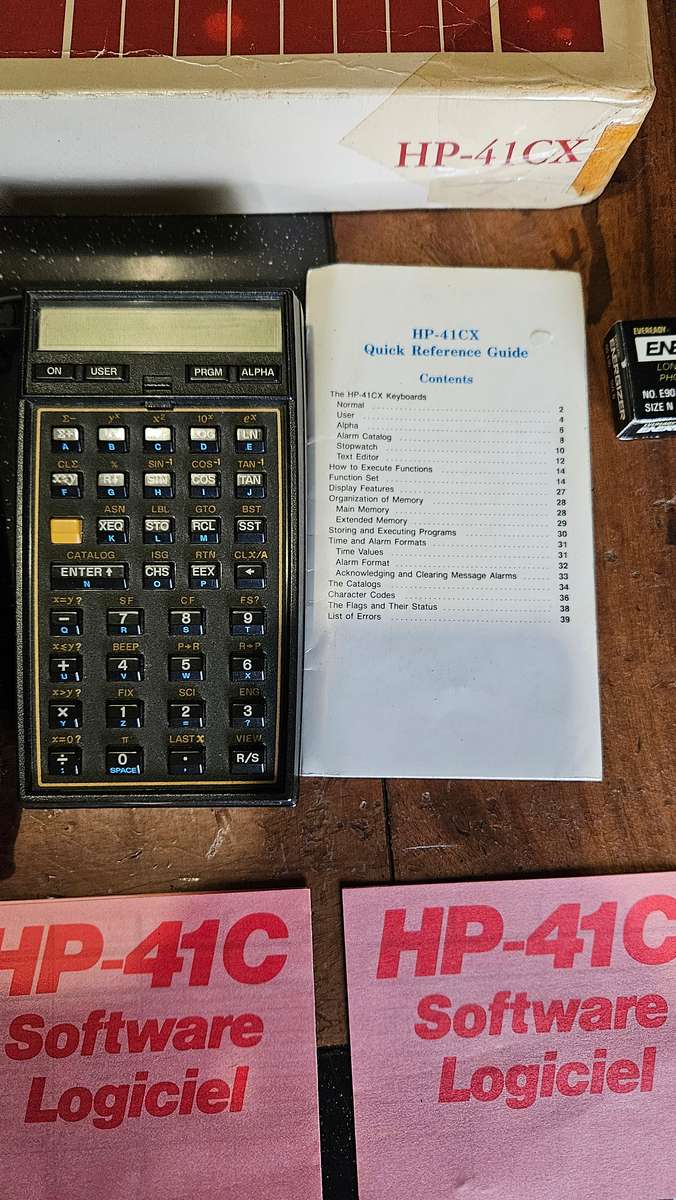 HP-41CX
HP-41CX
Quick Reference Guide
Contents
The HP-41CX Keyboards
Normal 2
User 4
Alpha 6
Alarm Catalog 8
Stopwatch 10
Text Editor 12
How to Execute Functions 14
Function Set 14
Display Features 27
Organization of Memory 28
Main Memory 28
Extended Memory 29
Storing and Executing Programs 30
Time and Alarm Formats 31
Time Values 31
Alarm Format 32
Acknowledging and Clearing Message Alarms 33
The Catalogs 34
Character Codes 36
The Flags and Their Status 38
List of Errors 39
EVEREADY
ENERGIZER
NO. E90
SIZE N
ON USER PRGM ALPHA
Σ yˣ x² 10ˣ eˣ
Σ+ LOG LN
A B C D E
CLΣ % SIN⁻¹ COS⁻¹ TAN⁻¹
x≷y R↓ SIN COS TAN
F G H I J
ASN LBL GTO BST
XEQ STO RCL SST
K L M
CATALOG ISG RTN CLX/A
ENTER↑ CHS EEX ←
N O P
x=y? SF CF FS?
− 7 8 9
Q R S T
x≤y? BEEP P→R R→P
+ 4 5 6
U V W X
x>y? FIX SCI ENG
× 1 2 3
Y Z = ?
x=0? π LASTX VIEW
÷ 0 · R/S
: SPACE ,
HP-41C
Software
Logiciel
HP-41C
Software
Logiciel